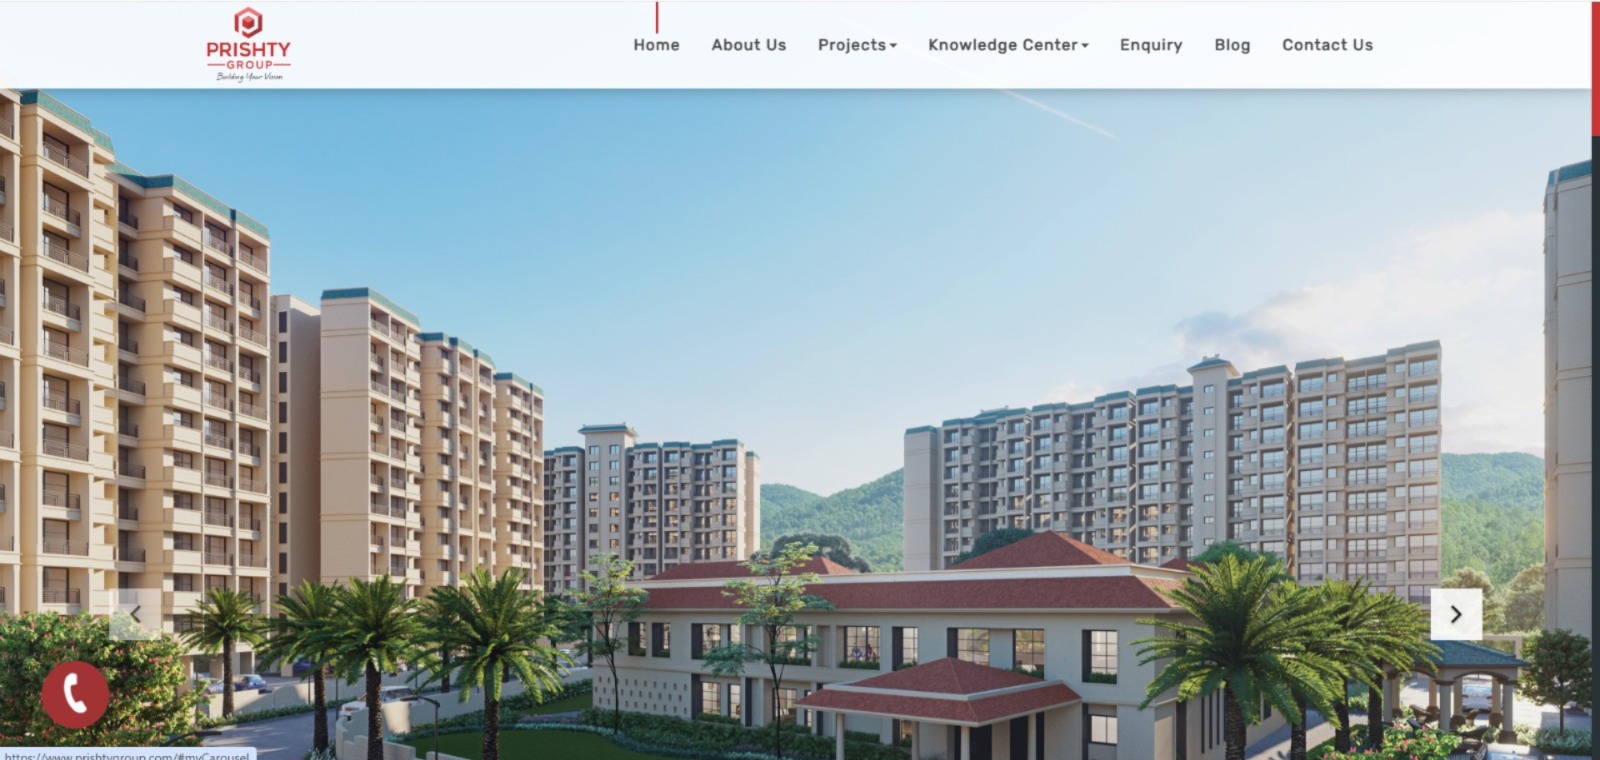 PRISHTY
GROUP
Building Your Vision
Home About Us Projects Knowledge Center Enquiry Blog Contact Us
https://www.prishtygroup.com/#myCarousel